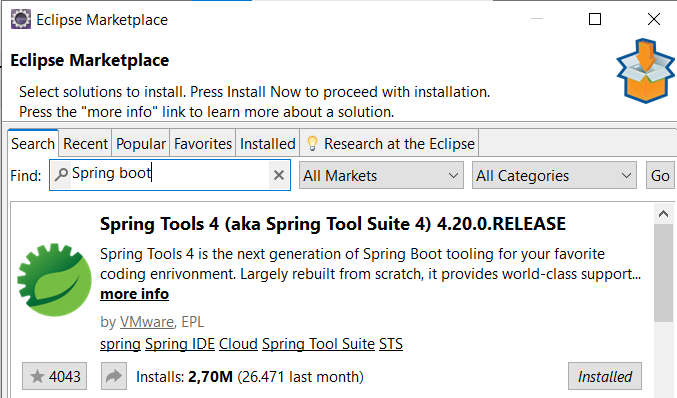 Eclipse Marketplace
Eclipse Marketplace
Select solutions to install. Press Install Now to proceed with installation.
Press the "more info" link to learn more about a solution.
Search Recent Popular Favorites Installed Research at the Eclipse
Find: Spring boot All Markets All Categories Go
Spring Tools 4 (aka Spring Tool Suite 4) 4.20.0.RELEASE
Spring Tools 4 is the next generation of Spring Boot tooling for your favorite
coding enrivonment. Largely rebuilt from scratch, it provides world-class support...
more info
by VMware, EPL
spring Spring IDE Cloud Spring Tool Suite STS
4043 Installs: 2,70M (26.471 last month) Installed